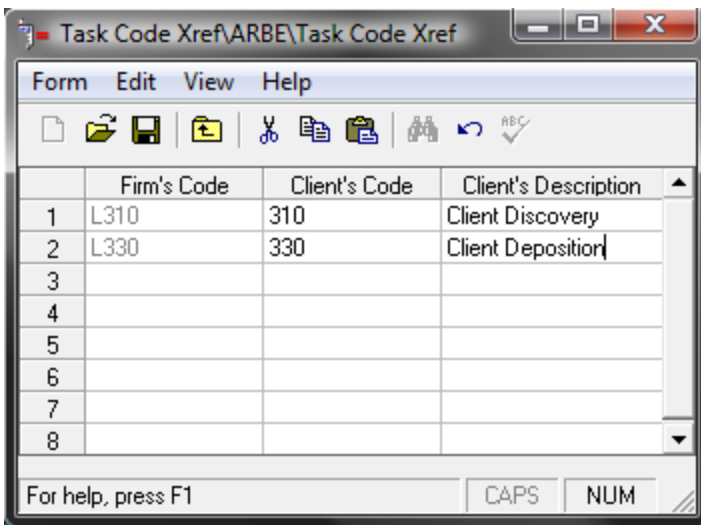 Task Code Xref\ARBE\Task Code Xref
Form Edit View Help
ABC
Firm's Code Client's Code Client's Description
1 L310 310 Client Discovery
2 L330 330 Client Deposition
3
4
5
6
7
8
For help, press F1 CAPS NUM